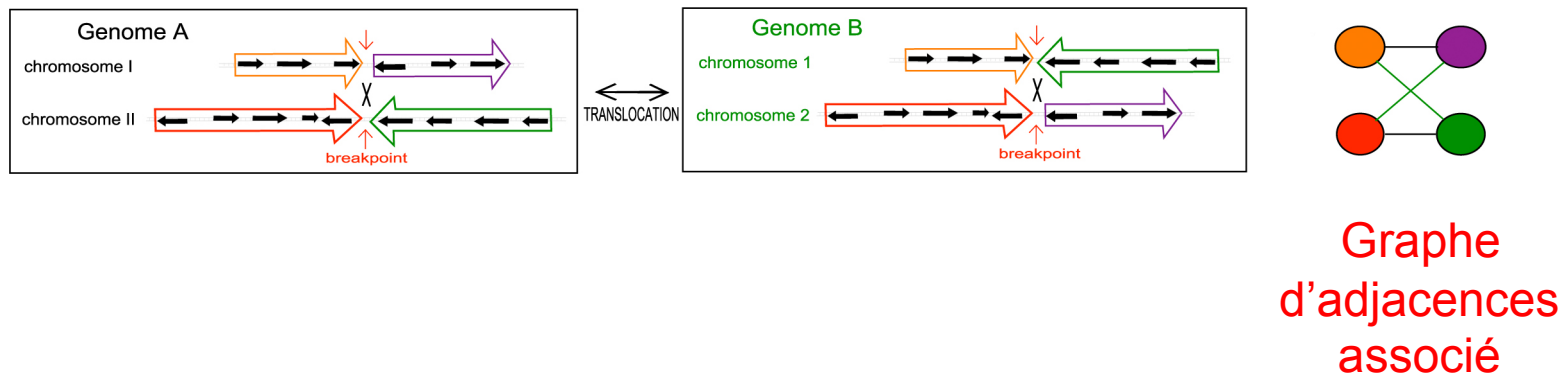 Genome A
chromosome I
chromosome II
breakpoint
TRANSLOCATION
Genome B
chromosome 1
chromosome 2
breakpoint
Graphe
d'adjacences
associé